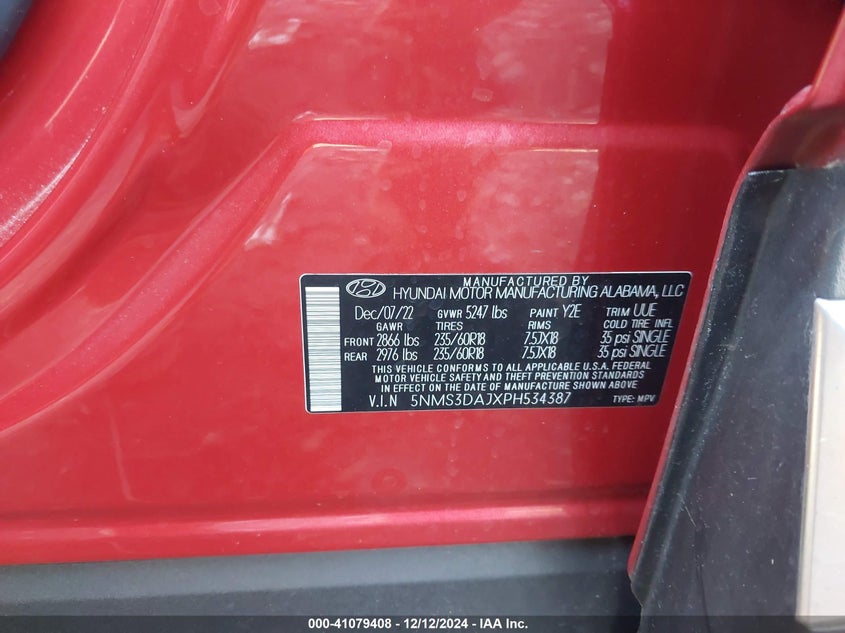 MANUFACTURED BY
HYUNDAI MOTOR MANUFACTURING ALABAMA, LLC
Dec/07/22 GVWR 5247 lbs PAINT Y2E TRIM UUE
GAWR TIRES RIMS COLD TIRE INFL
FRONT 2866 lbs 235/60R18 7.5JX18 35 psi SINGLE
REAR 2976 lbs 235/60R18 7.5JX18 35 psi SINGLE
THIS VEHICLE CONFORMS TO ALL APPLICABLE U.S.A. FEDERAL
MOTOR VEHICLE SAFETY AND THEFT PREVENTION STANDARDS
IN EFFECT ON THE DATE OF MANUFACTURE SHOWN ABOVE
V.I.N 5NMS3DAJXPH534387 TYPE: MPV
000-41079408 - 12/12/2024 - IAA Inc.